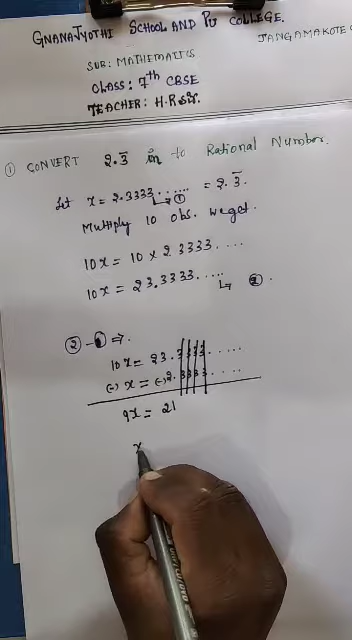 GNANAJYOTHI SCHOOL AND PU COLLEGE.
JANGAMAKOTE
SUB: MATHEMATICS
CLASS: 7th CBSE
TEACHER: H.R
① CONVERT 2.3̅ in to Rational Number.
Let x = 2.3333...... = 2.3̅.
↳ ①
Multiply 10 obs. we get.
10x = 10 x 2.3333....
10x = 23.3333.....
↳ ②.
② - ① ⇒.
10x = 23.3333.....
(-) x = (-) 2.3333.....
9x = 21
x